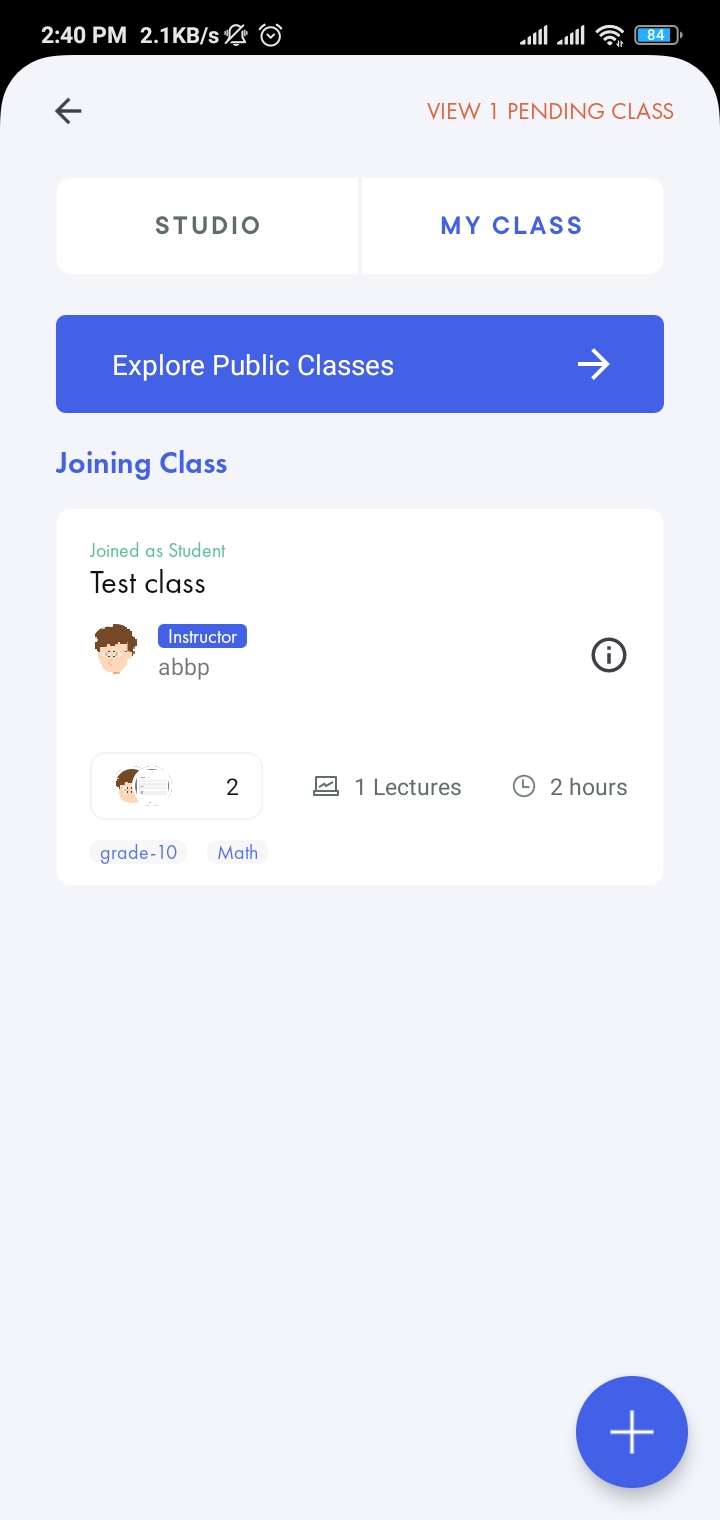 2:40 PM 2.1KB/s 84
VIEW 1 PENDING CLASS
STUDIO MY CLASS
Explore Public Classes
Joining Class
Joined as Student
Test class
Instructor
abbp
2 1 Lectures 2 hours
grade-10 Math